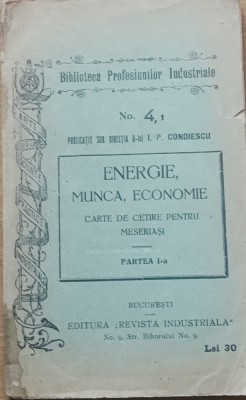 Biblioteca Profesiunilor Industriale
No. 4,1
PUBLICAȚIE SUB DIRECȚIA D-lui I. P. CONDIESCU
ENERGIE,
MUNCA, ECONOMIE
CARTE DE CETIRE PENTRU
MESERIAȘI
PARTEA I-a
BUCUREȘTI
EDITURA „REVISTA INDUSTRIALA"
No. 9, Str. Bihorului No. 9
Lei 30